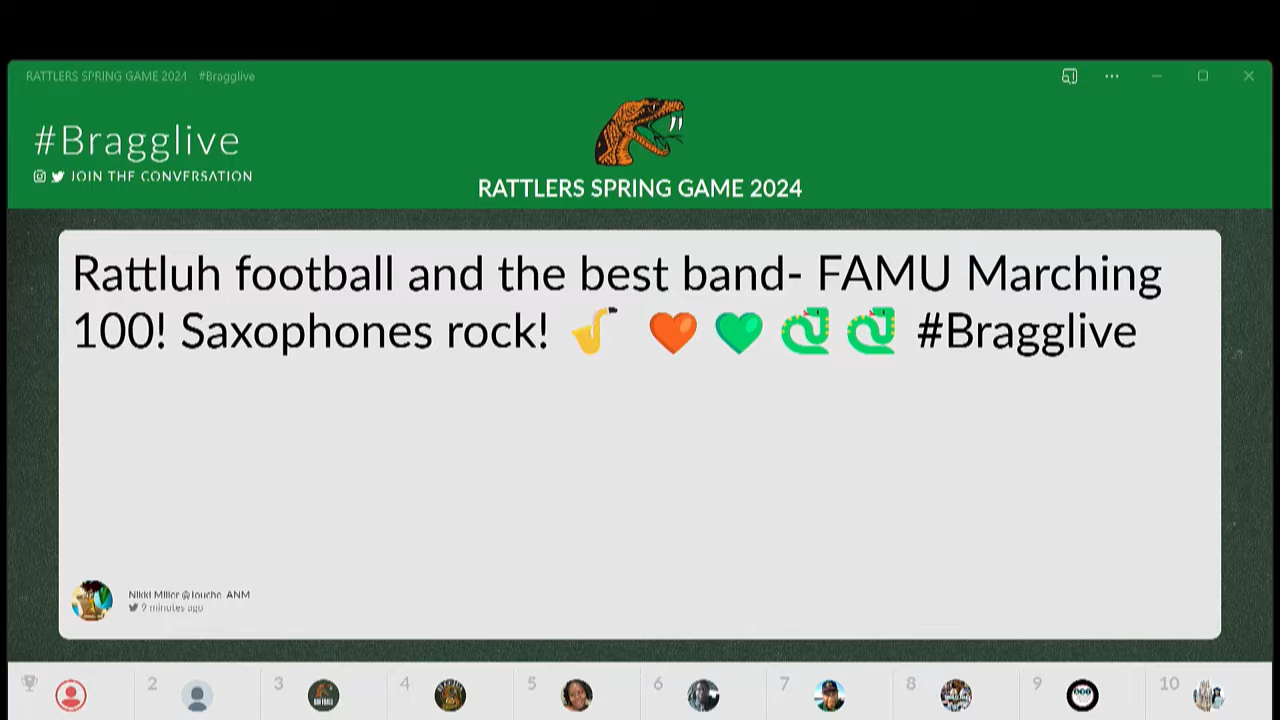 RATTLERS SPRING GAME 2024 #Bragglive
#Bragglive
JOIN THE CONVERSATION
RATTLERS SPRING GAME 2024
Rattluh football and the best band- FAMU Marching
100! Saxophones rock! 🎷 🧡 💚 🐍 🐍 #Bragglive
Nikki Miller @Touche_ANM
9 minutes ago
2 3 4 5 6 7 8 9 10